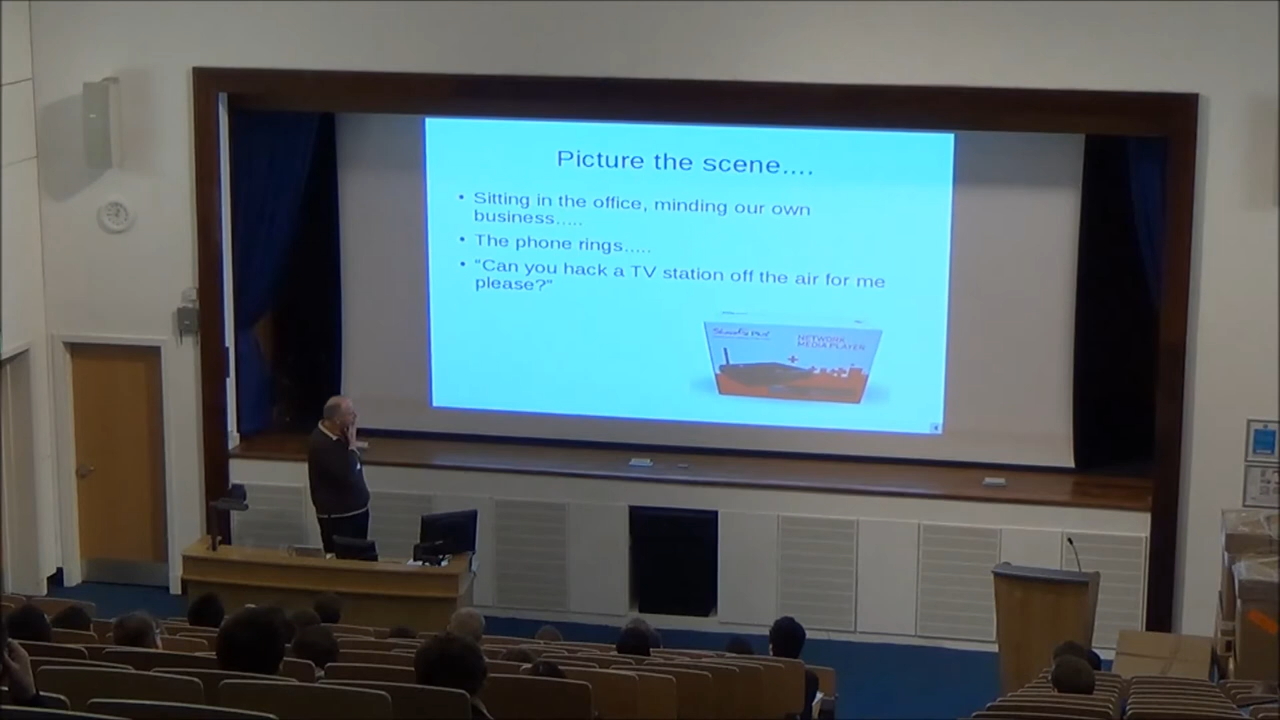 Picture the scene....
• Sitting in the office, minding our own
business.....
• The phone rings.....
• "Can you hack a TV station off the air for me
please?"
NETWORK
MEDIA PLAYER